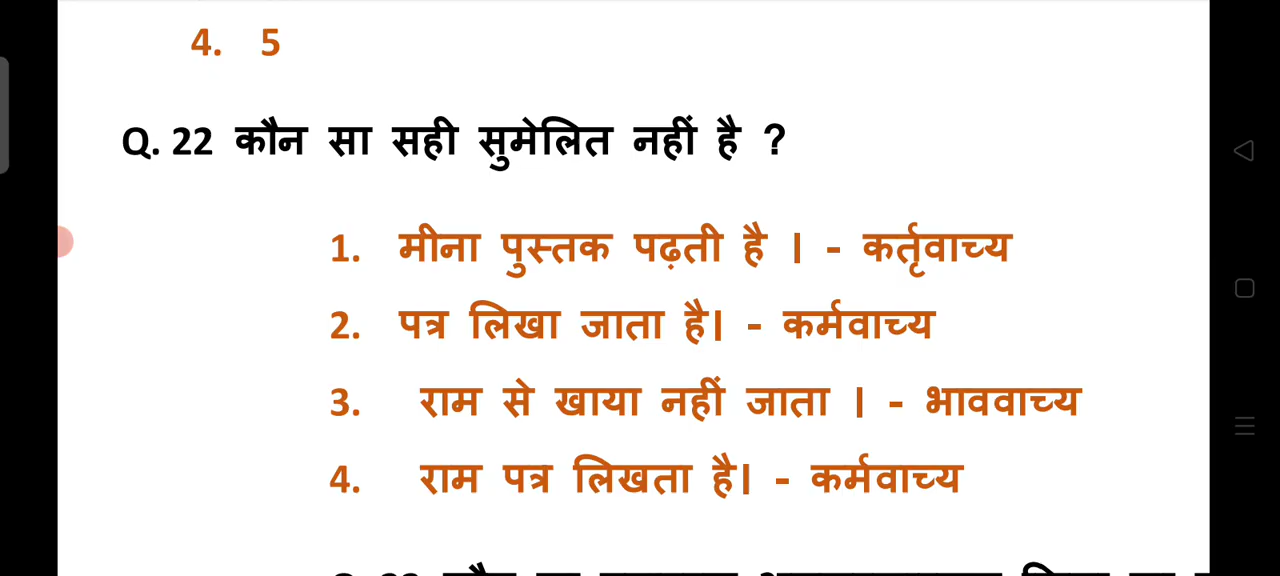 4. 5
Q. 22 कौन सा सही सुमेलित नहीं है ?
1. मीना पुस्तक पढ़ती है । - कर्तृवाच्य
2. पत्र लिखा जाता है। - कर्मवाच्य
3. राम से खाया नहीं जाता । - भाववाच्य
4. राम पत्र लिखता है। - कर्मवाच्य